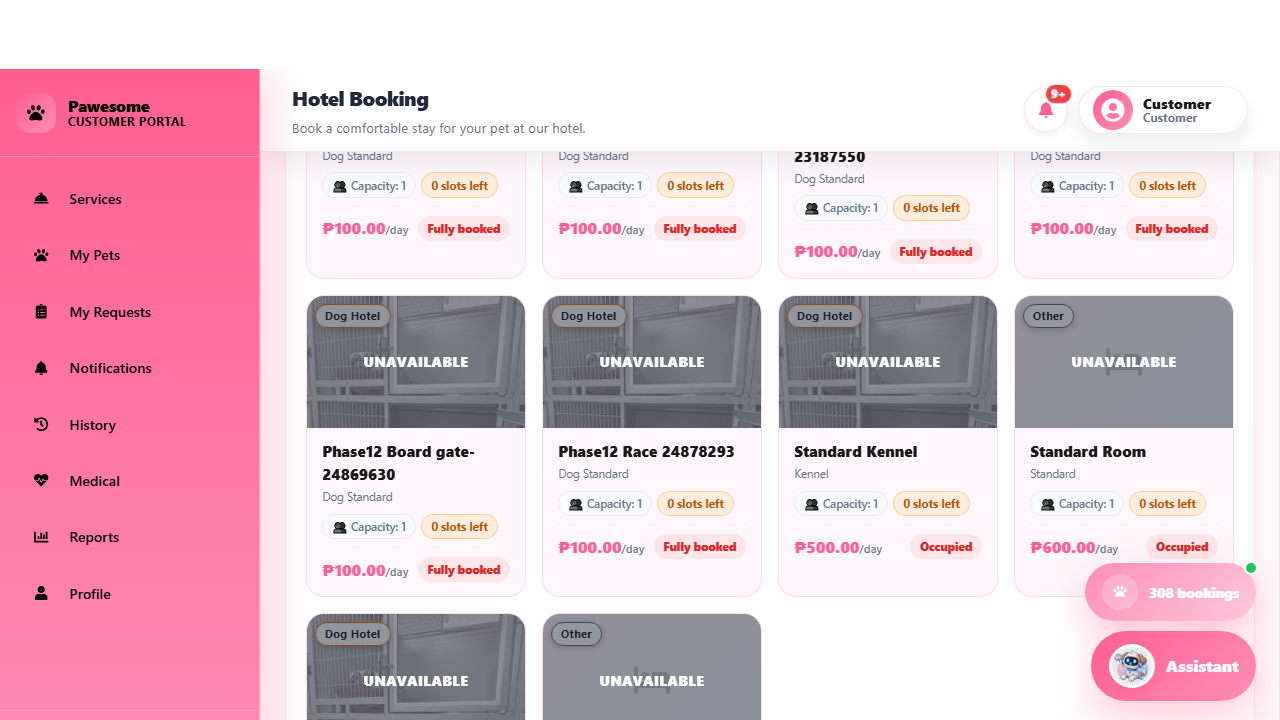 Pawesome
CUSTOMER PORTAL
Services
My Pets
My Requests
Notifications
History
Medical
Reports
Profile
Hotel Booking
Book a comfortable stay for your pet at our hotel.
9+
Customer
Customer
Dog Standard
Capacity: 1
0 slots left
₱100.00/day
Fully booked
Dog Standard
Capacity: 1
0 slots left
₱100.00/day
Fully booked
23187550
Dog Standard
Capacity: 1
0 slots left
₱100.00/day
Fully booked
Dog Standard
Capacity: 1
0 slots left
₱100.00/day
Fully booked
Dog Hotel
UNAVAILABLE
Phase12 Board gate-
24869630
Dog Standard
Capacity: 1
0 slots left
₱100.00/day
Fully booked
Dog Hotel
UNAVAILABLE
Phase12 Race 24878293
Dog Standard
Capacity: 1
0 slots left
₱100.00/day
Fully booked
Dog Hotel
UNAVAILABLE
Standard Kennel
Kennel
Capacity: 1
0 slots left
₱500.00/day
Occupied
Other
UNAVAILABLE
Standard Room
Standard
Capacity: 1
0 slots left
₱600.00/day
Occupied
Dog Hotel
UNAVAILABLE
Other
UNAVAILABLE
308 bookings
Assistant